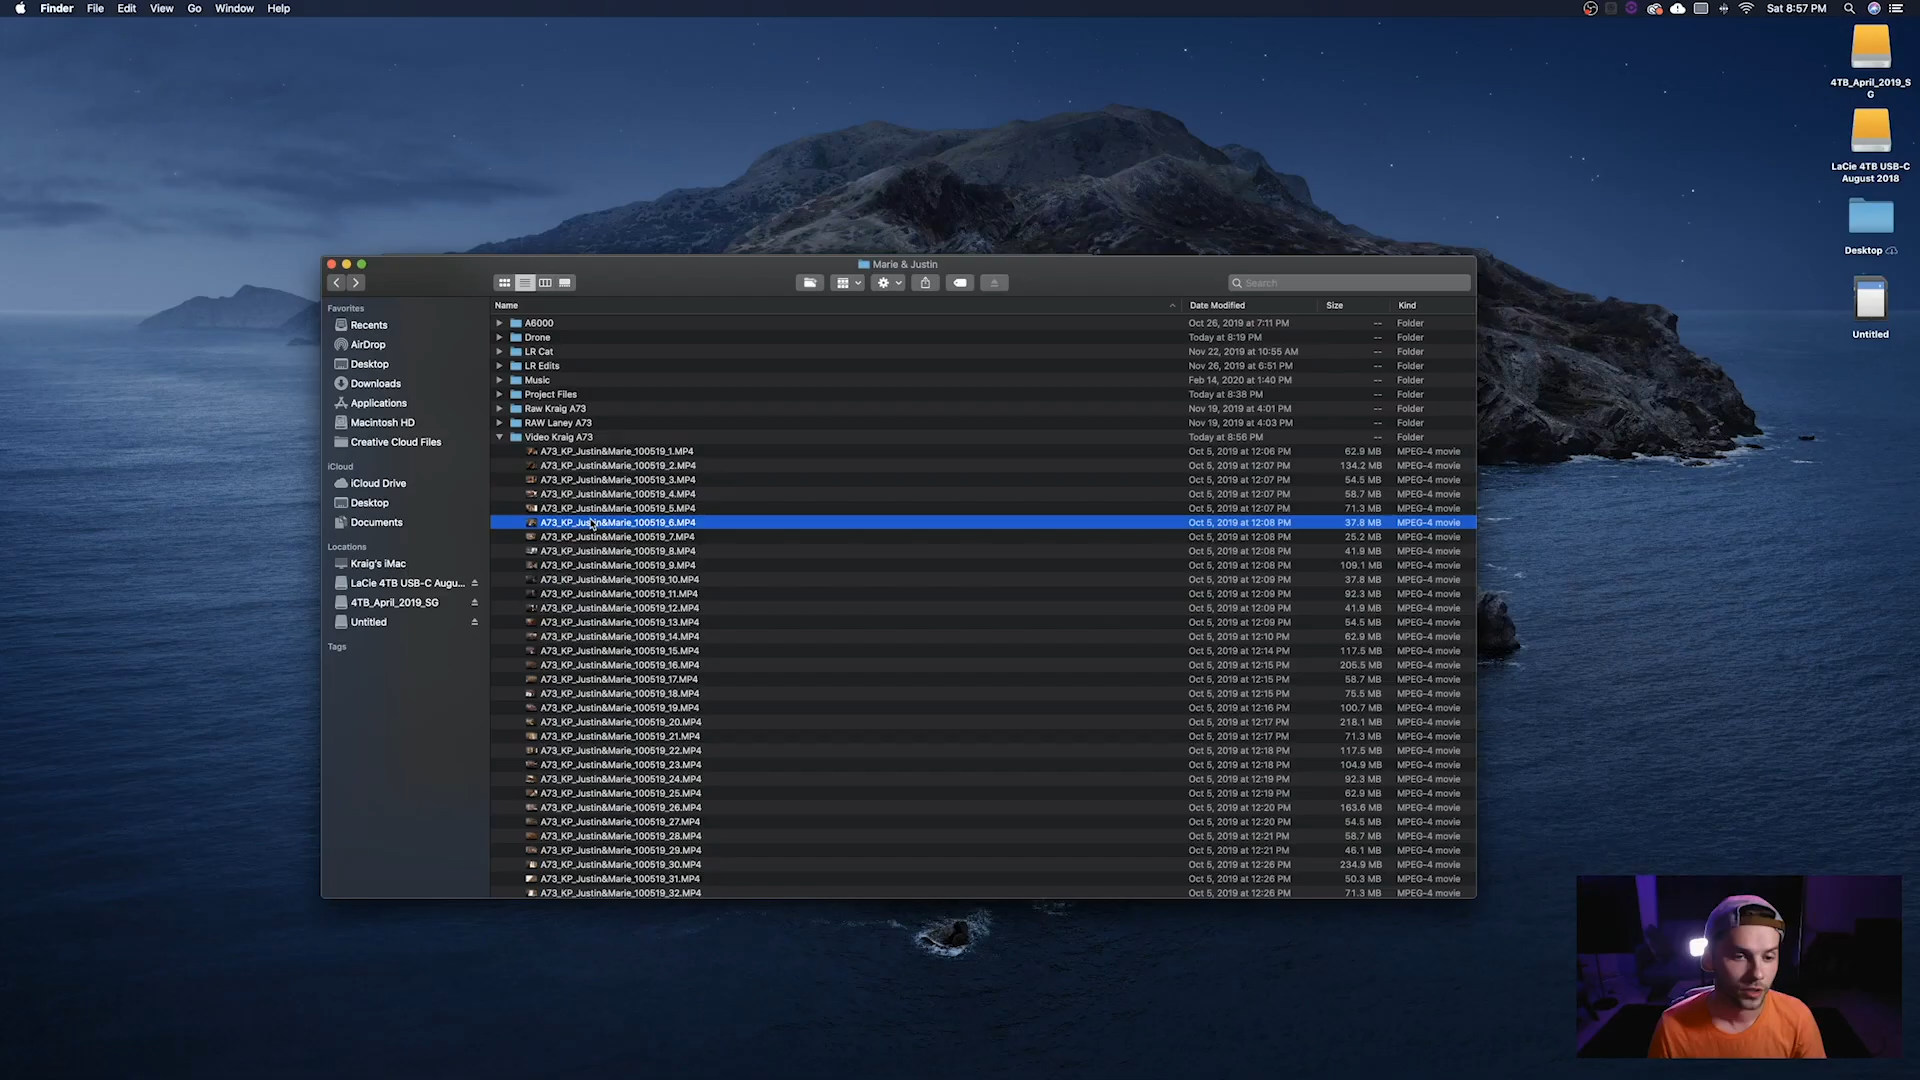 Finder File Edit View Go Window Help
Sat 8:57 PM
4TB_April_2019_S
G
LaCie 4TB USB-C
August 2018
Desktop
Untitled
Marie & Justin
Search
Favorites
Recents
AirDrop
Desktop
Downloads
Applications
Macintosh HD
Creative Cloud Files
iCloud
iCloud Drive
Desktop
Documents
Locations
Kraig's iMac
LaCie 4TB USB-C Augu...
4TB_April_2019_SG
Untitled
Tags
Name Date Modified Size Kind
A6000 Oct 26, 2019 at 7:11 PM -- Folder
Drone Today at 8:19 PM -- Folder
LR Cat Nov 22, 2019 at 10:55 AM -- Folder
LR Edits Nov 26, 2019 at 6:51 PM -- Folder
Music Feb 14, 2020 at 1:40 PM -- Folder
Project Files Today at 8:38 PM -- Folder
Raw Kraig A73 Nov 19, 2019 at 4:01 PM -- Folder
RAW Laney A73 Nov 19, 2019 at 4:03 PM -- Folder
Video Kraig A73 Today at 8:56 PM -- Folder
A73_KP_Justin&Marie_100519_1.MP4 Oct 5, 2019 at 12:06 PM 62.9 MB MPEG-4 movie
A73_KP_Justin&Marie_100519_2.MP4 Oct 5, 2019 at 12:07 PM 134.2 MB MPEG-4 movie
A73_KP_Justin&Marie_100519_3.MP4 Oct 5, 2019 at 12:07 PM 54.5 MB MPEG-4 movie
A73_KP_Justin&Marie_100519_4.MP4 Oct 5, 2019 at 12:07 PM 58.7 MB MPEG-4 movie
A73_KP_Justin&Marie_100519_5.MP4 Oct 5, 2019 at 12:07 PM 71.3 MB MPEG-4 movie
A73_KP_Justin&Marie_100519_6.MP4 Oct 5, 2019 at 12:08 PM 37.8 MB MPEG-4 movie
A73_KP_Justin&Marie_100519_7.MP4 Oct 5, 2019 at 12:08 PM 25.2 MB MPEG-4 movie
A73_KP_Justin&Marie_100519_8.MP4 Oct 5, 2019 at 12:08 PM 41.9 MB MPEG-4 movie
A73_KP_Justin&Marie_100519_9.MP4 Oct 5, 2019 at 12:08 PM 109.1 MB MPEG-4 movie
A73_KP_Justin&Marie_100519_10.MP4 Oct 5, 2019 at 12:09 PM 37.8 MB MPEG-4 movie
A73_KP_Justin&Marie_100519_11.MP4 Oct 5, 2019 at 12:09 PM 92.3 MB MPEG-4 movie
A73_KP_Justin&Marie_100519_12.MP4 Oct 5, 2019 at 12:09 PM 41.9 MB MPEG-4 movie
A73_KP_Justin&Marie_100519_13.MP4 Oct 5, 2019 at 12:09 PM 54.5 MB MPEG-4 movie
A73_KP_Justin&Marie_100519_14.MP4 Oct 5, 2019 at 12:10 PM 62.9 MB MPEG-4 movie
A73_KP_Justin&Marie_100519_15.MP4 Oct 5, 2019 at 12:14 PM 117.5 MB MPEG-4 movie
A73_KP_Justin&Marie_100519_16.MP4 Oct 5, 2019 at 12:15 PM 205.5 MB MPEG-4 movie
A73_KP_Justin&Marie_100519_17.MP4 Oct 5, 2019 at 12:15 PM 58.7 MB MPEG-4 movie
A73_KP_Justin&Marie_100519_18.MP4 Oct 5, 2019 at 12:15 PM 75.5 MB MPEG-4 movie
A73_KP_Justin&Marie_100519_19.MP4 Oct 5, 2019 at 12:16 PM 100.7 MB MPEG-4 movie
A73_KP_Justin&Marie_100519_20.MP4 Oct 5, 2019 at 12:17 PM 218.1 MB MPEG-4 movie
A73_KP_Justin&Marie_100519_21.MP4 Oct 5, 2019 at 12:17 PM 71.3 MB MPEG-4 movie
A73_KP_Justin&Marie_100519_22.MP4 Oct 5, 2019 at 12:18 PM 117.5 MB MPEG-4 movie
A73_KP_Justin&Marie_100519_23.MP4 Oct 5, 2019 at 12:18 PM 104.9 MB MPEG-4 movie
A73_KP_Justin&Marie_100519_24.MP4 Oct 5, 2019 at 12:19 PM 92.3 MB MPEG-4 movie
A73_KP_Justin&Marie_100519_25.MP4 Oct 5, 2019 at 12:19 PM 62.9 MB MPEG-4 movie
A73_KP_Justin&Marie_100519_26.MP4 Oct 5, 2019 at 12:20 PM 163.6 MB MPEG-4 movie
A73_KP_Justin&Marie_100519_27.MP4 Oct 5, 2019 at 12:20 PM 54.5 MB MPEG-4 movie
A73_KP_Justin&Marie_100519_28.MP4 Oct 5, 2019 at 12:21 PM 58.7 MB MPEG-4 movie
A73_KP_Justin&Marie_100519_29.MP4 Oct 5, 2019 at 12:21 PM 46.1 MB MPEG-4 movie
A73_KP_Justin&Marie_100519_30.MP4 Oct 5, 2019 at 12:26 PM 234.9 MB MPEG-4 movie
A73_KP_Justin&Marie_100519_31.MP4 Oct 5, 2019 at 12:26 PM 50.3 MB MPEG-4 movie
A73_KP_Justin&Marie_100519_32.MP4 Oct 5, 2019 at 12:26 PM 71.3 MB MPEG-4 movie